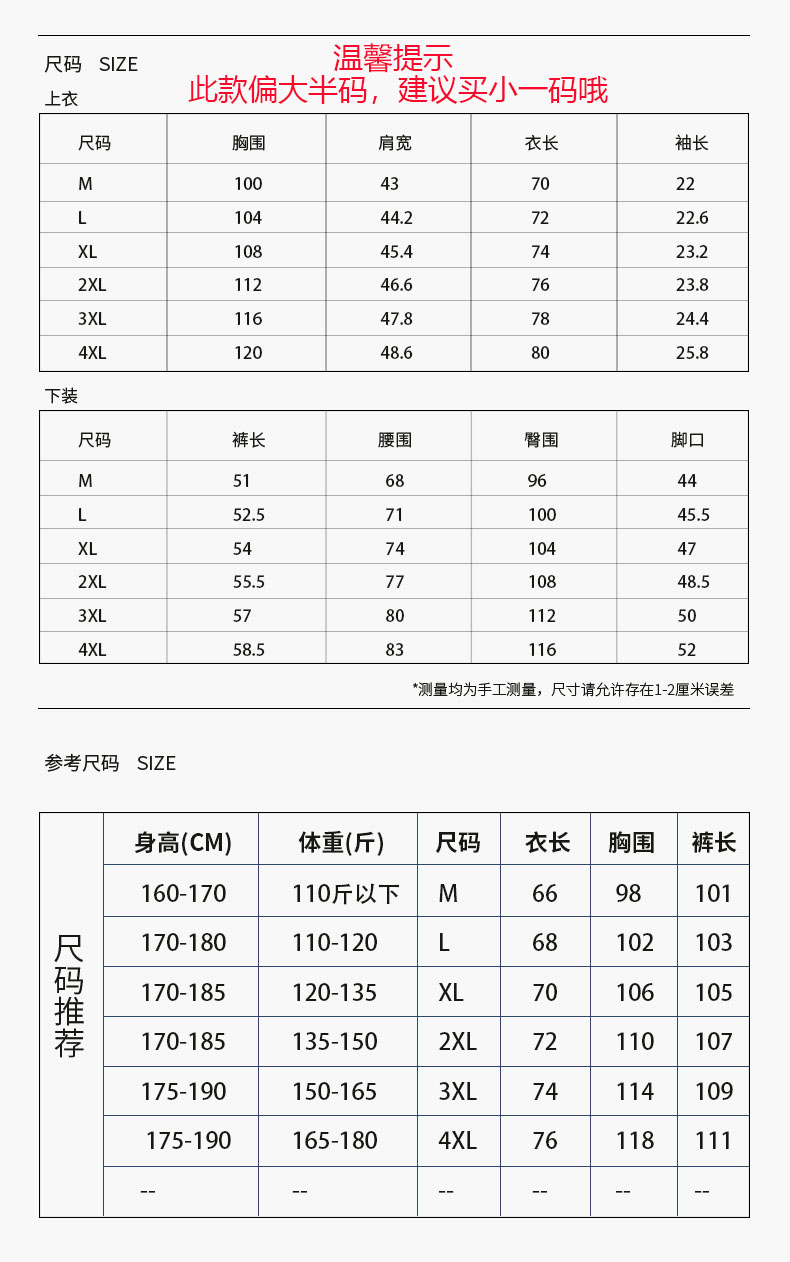 尺码 SIZE
温馨提示
此款偏大半码，建议买小一码哦
上衣
尺码 胸围 肩宽 衣长 袖长
M 100 43 70 22
L 104 44.2 72 22.6
XL 108 45.4 74 23.2
2XL 112 46.6 76 23.8
3XL 116 47.8 78 24.4
4XL 120 48.6 80 25.8
下装
尺码 裤长 腰围 臀围 脚口
M 51 68 96 44
L 52.5 71 100 45.5
XL 54 74 104 47
2XL 55.5 77 108 48.5
3XL 57 80 112 50
4XL 58.5 83 116 52
*测量均为手工测量，尺寸请允许存在1-2厘米误差
参考尺码 SIZE
尺码推荐
身高(CM) 体重(斤) 尺码 衣长 胸围 裤长
160-170 110斤以下 M 66 98 101
170-180 110-120 L 68 102 103
170-185 120-135 XL 70 106 105
170-185 135-150 2XL 72 110 107
175-190 150-165 3XL 74 114 109
175-190 165-180 4XL 76 118 111
-- -- -- -- -- --